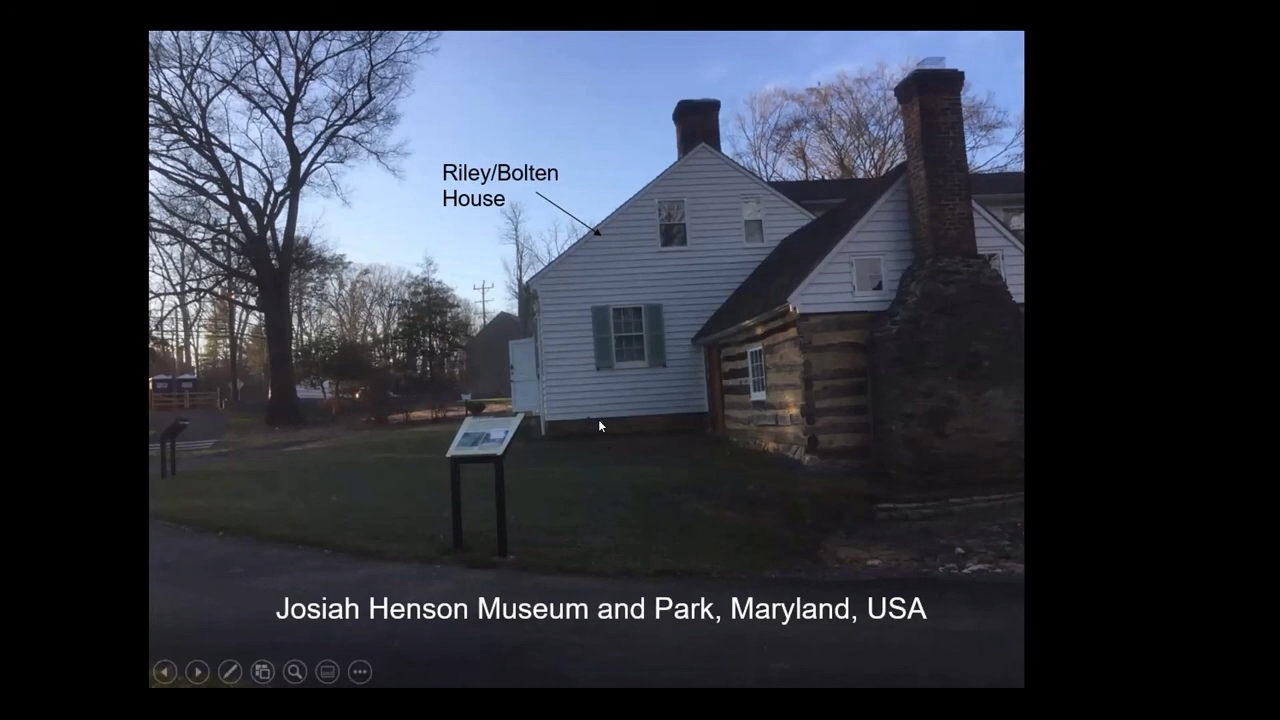 Riley/Bolten
House
Josiah Henson Museum and Park, Maryland, USA